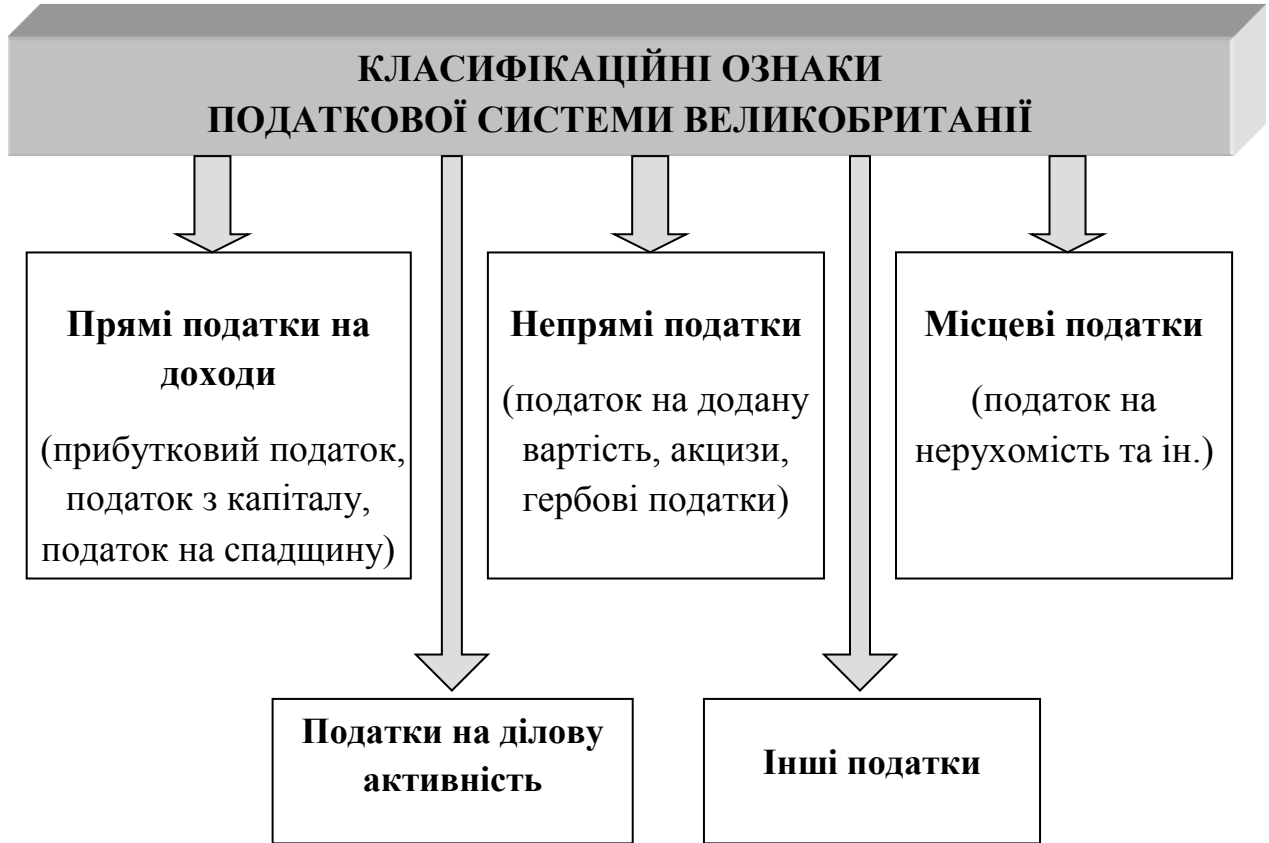 КЛАСИФІКАЦІЙНІ ОЗНАКИ
ПОДАТКОВОЇ СИСТЕМИ ВЕЛИКОБРИТАНІЇ
Прямі податки на
доходи
(прибутковий податок,
податок з капіталу,
податок на спадщину)
Непрямі податки
(податок на додану
вартість, акцизи,
гербові податки)
Місцеві податки
(податок на
нерухомість та ін.)
Податки на ділову
активність
Інші податки